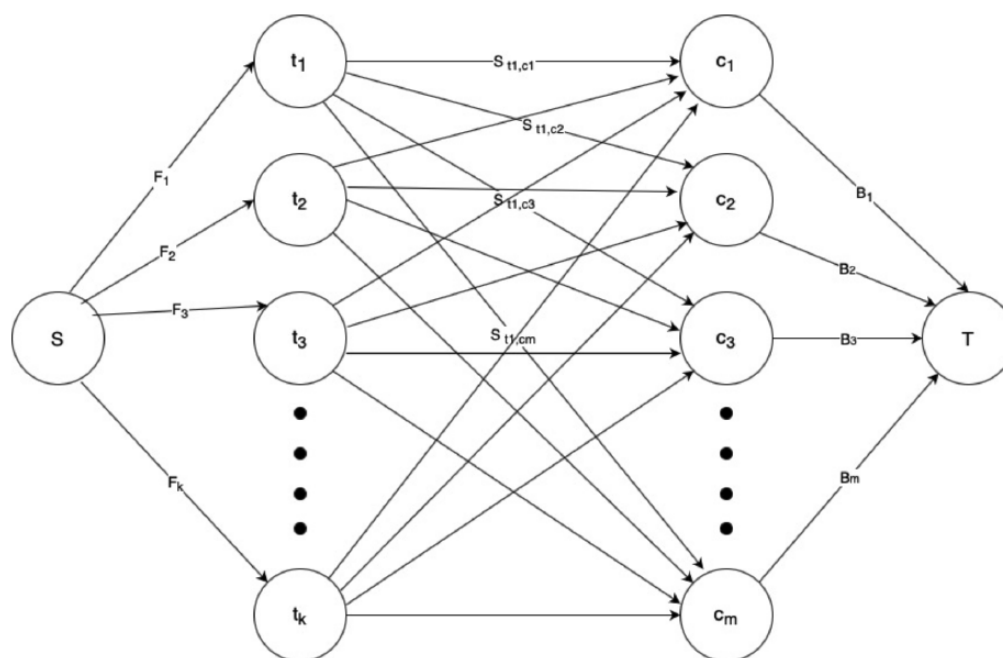 t1
S t1,c1
c1
S t1,c2
F1
t2
S t1,c3
c2
B1
F2
B2
S
F3
t3
S t1,cm
c3
B3
T
Fk
Bm
tk
cm